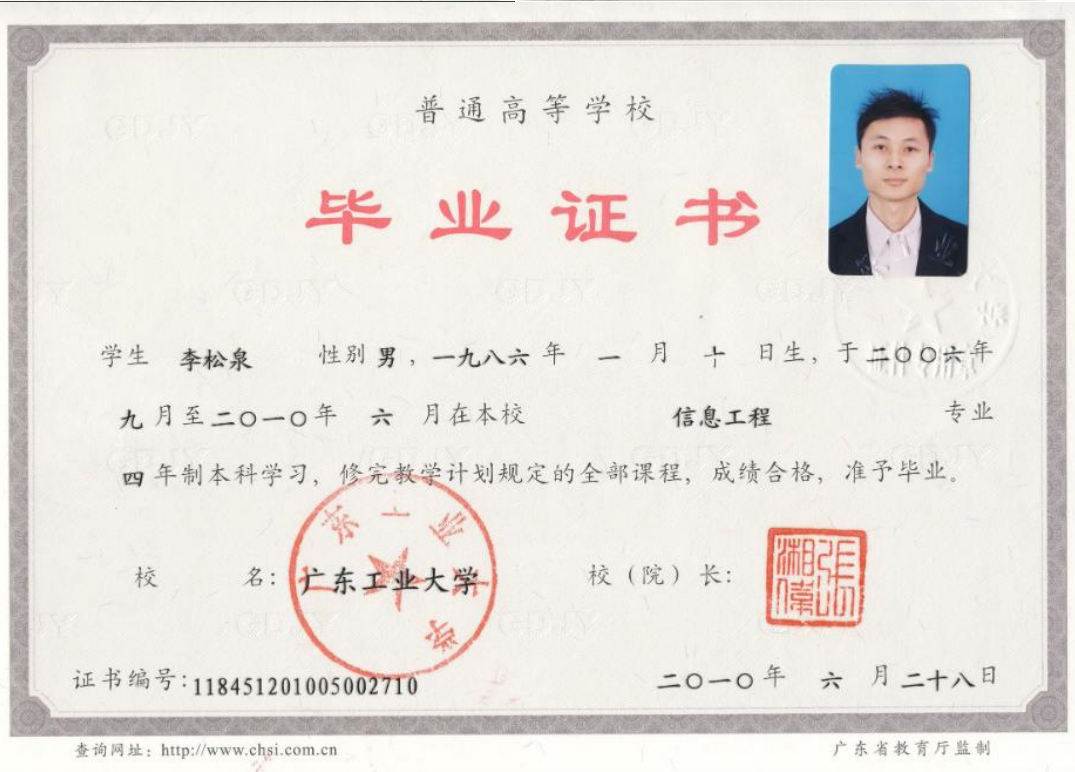 普通高等学校
毕业证书
学生 李松泉 性别 男，一九八六年 一 月 十 日生，于二〇〇六年
九月至二〇一〇年 六 月在本校 信息工程 专业
四年制本科学习，修完教学计划规定的全部课程，成绩合格，准予毕业。
校 名：广东工业大学 校（院）长：
证书编号：118451201005002710 二〇一〇年 六 月二十八日
查询网址：http://www.chsi.com.cn 广东省教育厅监制